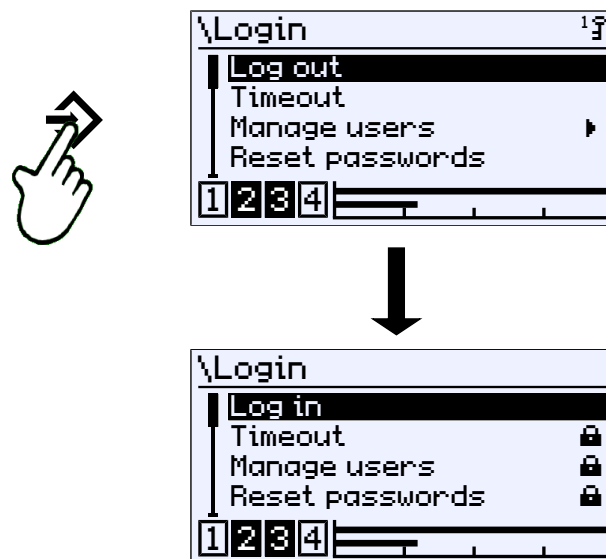 \Login 1
Log out
Timeout
Manage users
Reset passwords
1 2 3 4
\Login
Log in
Timeout
Manage users
Reset passwords
1 2 3 4